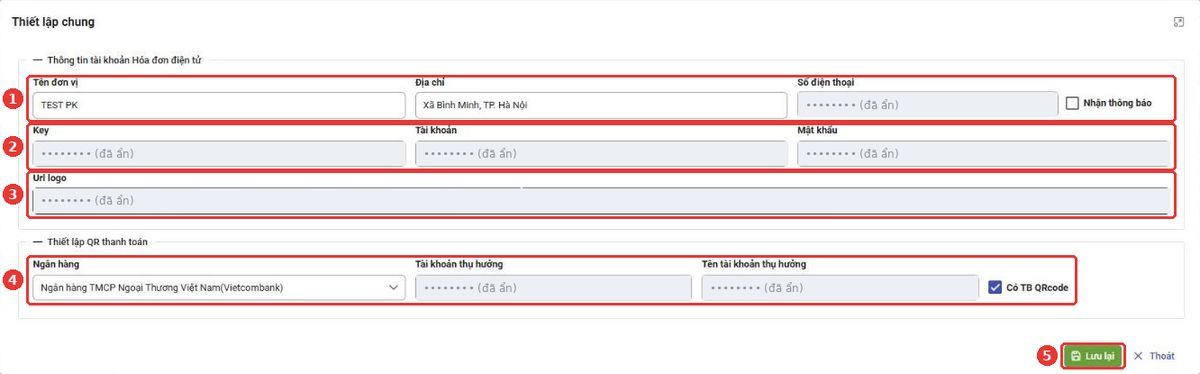 Thiết lập chung
Thông tin tài khoản Hóa đơn điện tử
Tên đơn vị Địa chỉ Số điện thoại
1 TEST PK Xã Bình Minh, TP. Hà Nội •••••••• (đã ẩn) Nhận thông báo
Key Tài khoản Mật khẩu
2 •••••••• (đã ẩn) •••••••• (đã ẩn) •••••••• (đã ẩn)
Url logo
3 •••••••• (đã ẩn)
Thiết lập QR thanh toán
Ngân hàng Tài khoản thụ hưởng Tên tài khoản thụ hưởng
4 Ngân hàng TMCP Ngoại Thương Việt Nam(Vietcombank) •••••••• (đã ẩn) •••••••• (đã ẩn) Có TB QRcode
5 Lưu lại Thoát